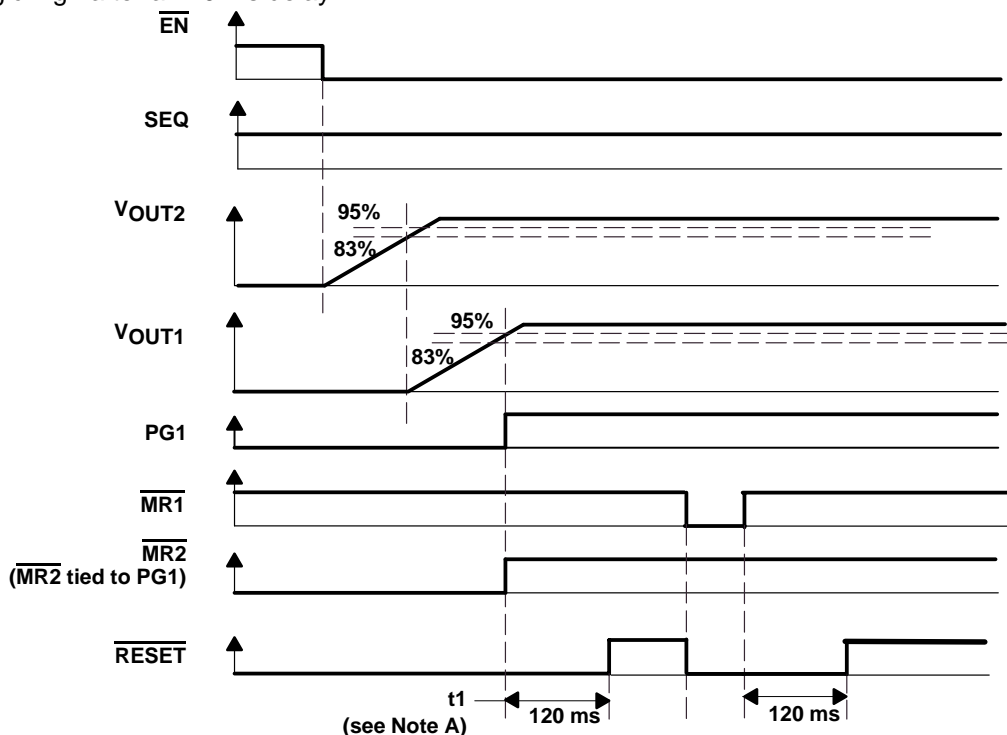 EN
SEQ
VOUT2
95%
83%
VOUT1
95%
83%
PG1
MR1
MR2
(MR2 tied to PG1)
RESET
t1
(see Note A)
120 ms
120 ms